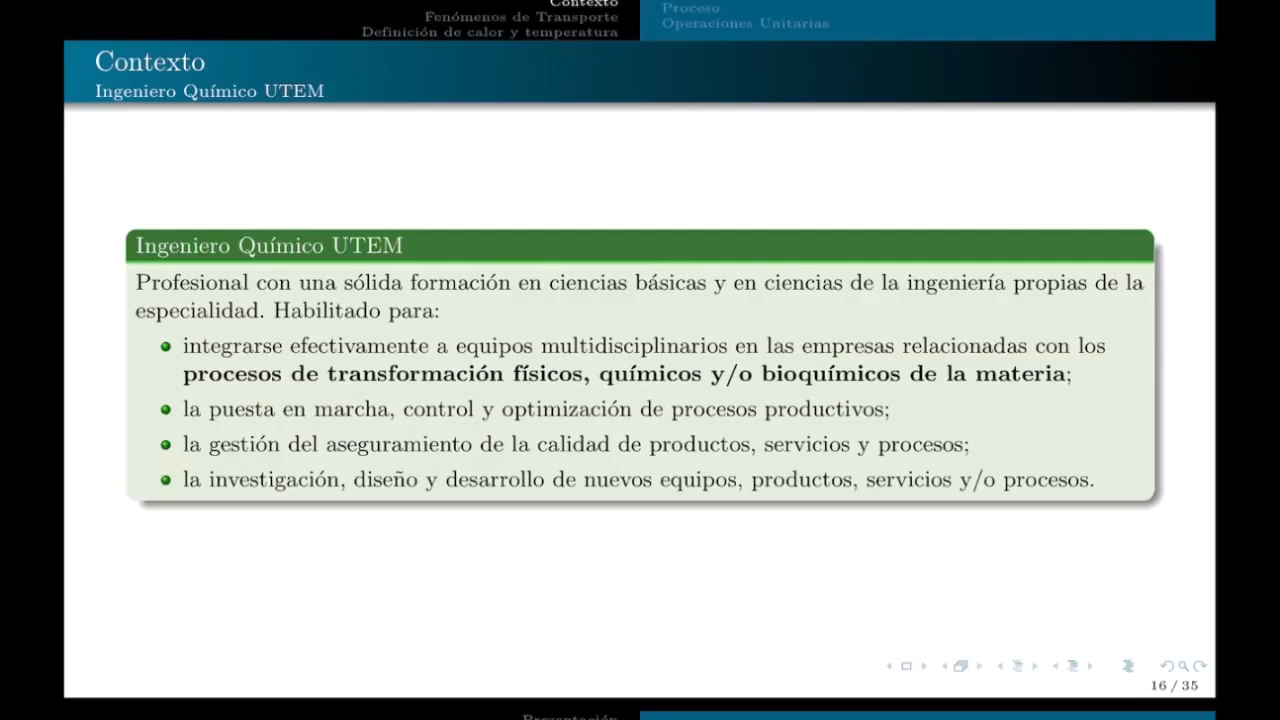 Contexto
Fenómenos de Transporte
Definición de calor y temperatura
Proceso
Operaciones Unitarias
Contexto
Ingeniero Químico UTEM
Ingeniero Químico UTEM
Profesional con una sólida formación en ciencias básicas y en ciencias de la ingeniería propias de la
especialidad. Habilitado para:
integrarse efectivamente a equipos multidisciplinarios en las empresas relacionadas con los
procesos de transformación físicos, químicos y/o bioquímicos de la materia;
la puesta en marcha, control y optimización de procesos productivos;
la gestión del aseguramiento de la calidad de productos, servicios y procesos;
la investigación, diseño y desarrollo de nuevos equipos, productos, servicios y/o procesos.
16 / 35
Presentación